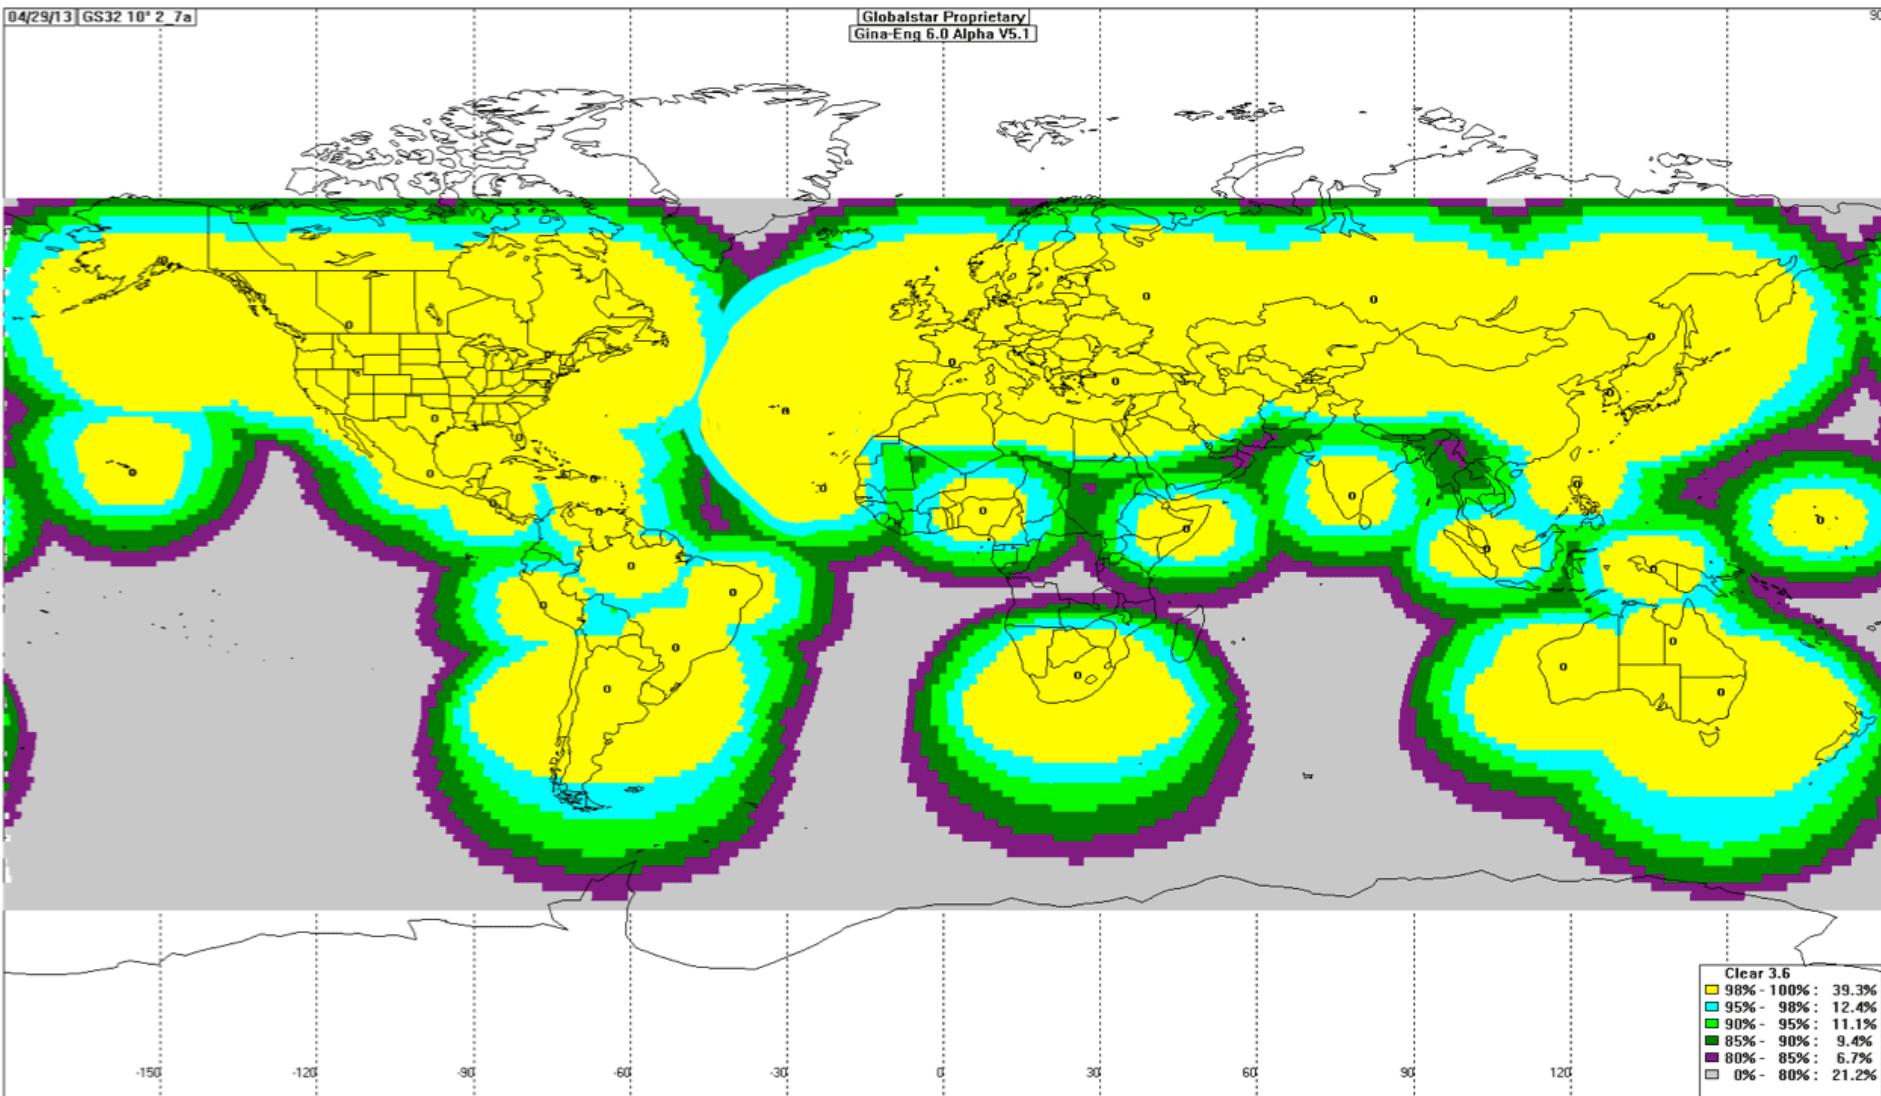 04/29/13 GS32 10° 2_7a
Globalstar Proprietary
90
Gina-Eng 6.0 Alpha V5.1
Clear 3.6
98% - 100% : 39.3%
95% - 98% : 12.4%
90% - 95% : 11.1%
85% - 90% : 9.4%
80% - 85% : 6.7%
0% - 80% : 21.2%
-150 -120 -90 -60 -30 0 30 60 90 120